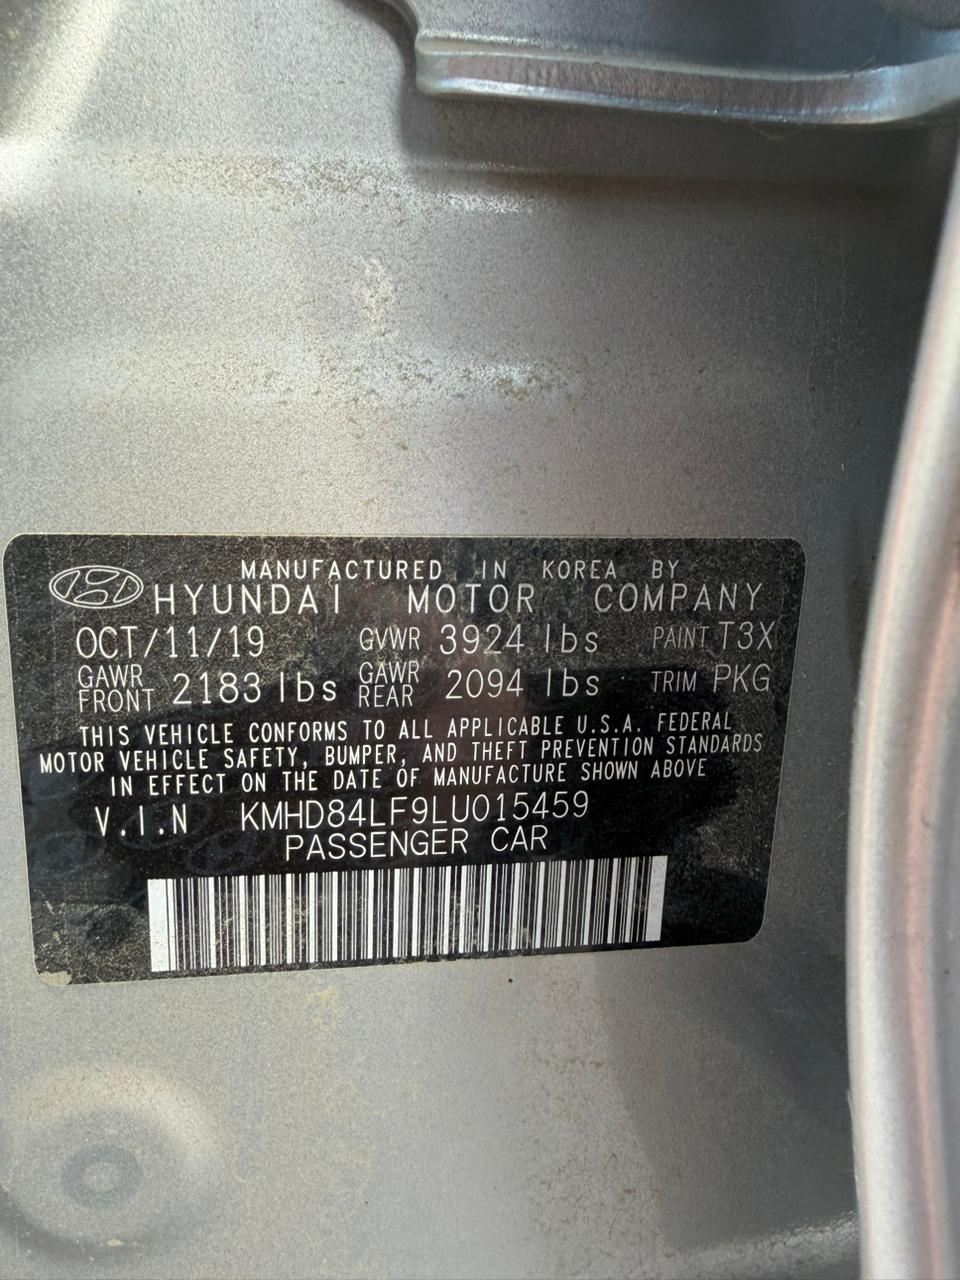 MANUFACTURED IN KOREA BY
HYUNDAI MOTOR COMPANY
OCT/11/19 GVWR 3924 lbs PAINT T3X
GAWR FRONT 2183 lbs GAWR REAR 2094 lbs TRIM PKG
THIS VEHICLE CONFORMS TO ALL APPLICABLE U.S.A. FEDERAL
MOTOR VEHICLE SAFETY, BUMPER, AND THEFT PREVENTION STANDARDS
IN EFFECT ON THE DATE OF MANUFACTURE SHOWN ABOVE
V.I.N KMHD84LF9LU015459
PASSENGER CAR